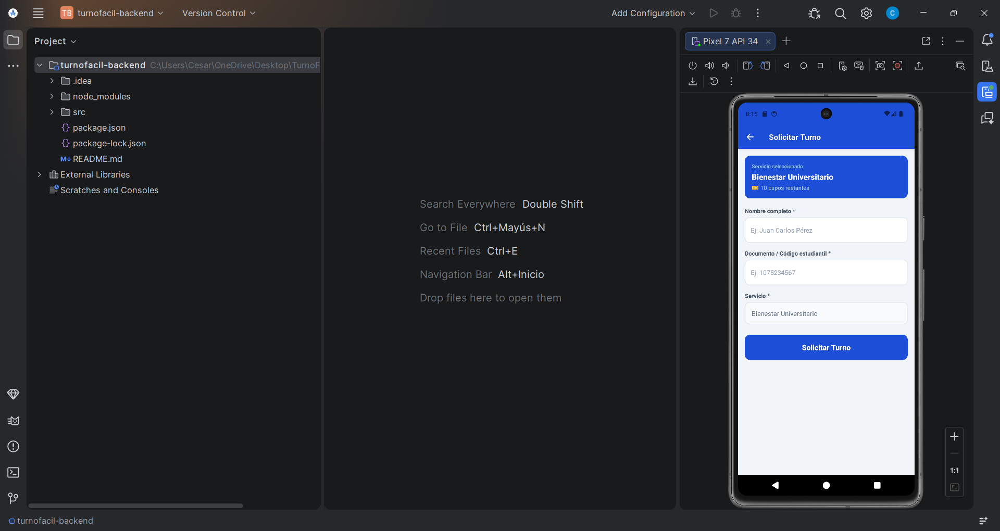 TB turnofacil-backend
Version Control
Add Configuration
C
Project
turnofacil-backend C:\Users\Cesar\OneDrive\Desktop\TurnoF
.idea
node_modules
src
{} package.json
{} package-lock.json
M↓ README.md
External Libraries
Scratches and Consoles
Search Everywhere Double Shift
Go to File Ctrl+Mayús+N
Recent Files Ctrl+E
Navigation Bar Alt+Inicio
Drop files here to open them
Pixel 7 API 34
8:15
Solicitar Turno
Servicio seleccionado
Bienestar Universitario
10 cupos restantes
Nombre completo *
Ej: Juan Carlos Pérez
Documento / Código estudiantil *
Ej: 1075234567
Servicio *
Bienestar Universitario
Solicitar Turno
1:1
turnofacil-backend